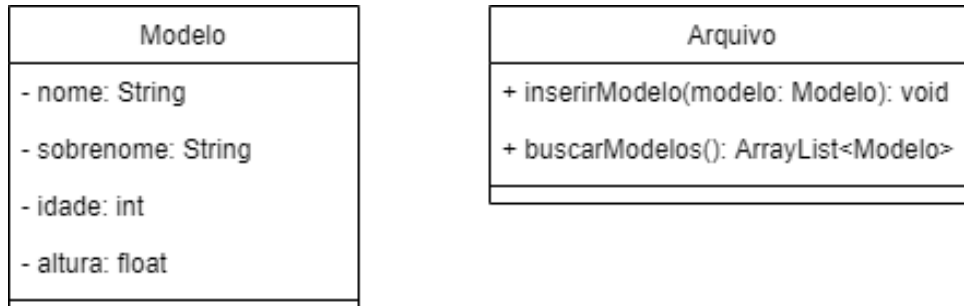 Modelo
- nome: String
- sobrenome: String
- idade: int
- altura: float
Arquivo
+ inserirModelo(modelo: Modelo): void
+ buscarModelos(): ArrayList<Modelo>